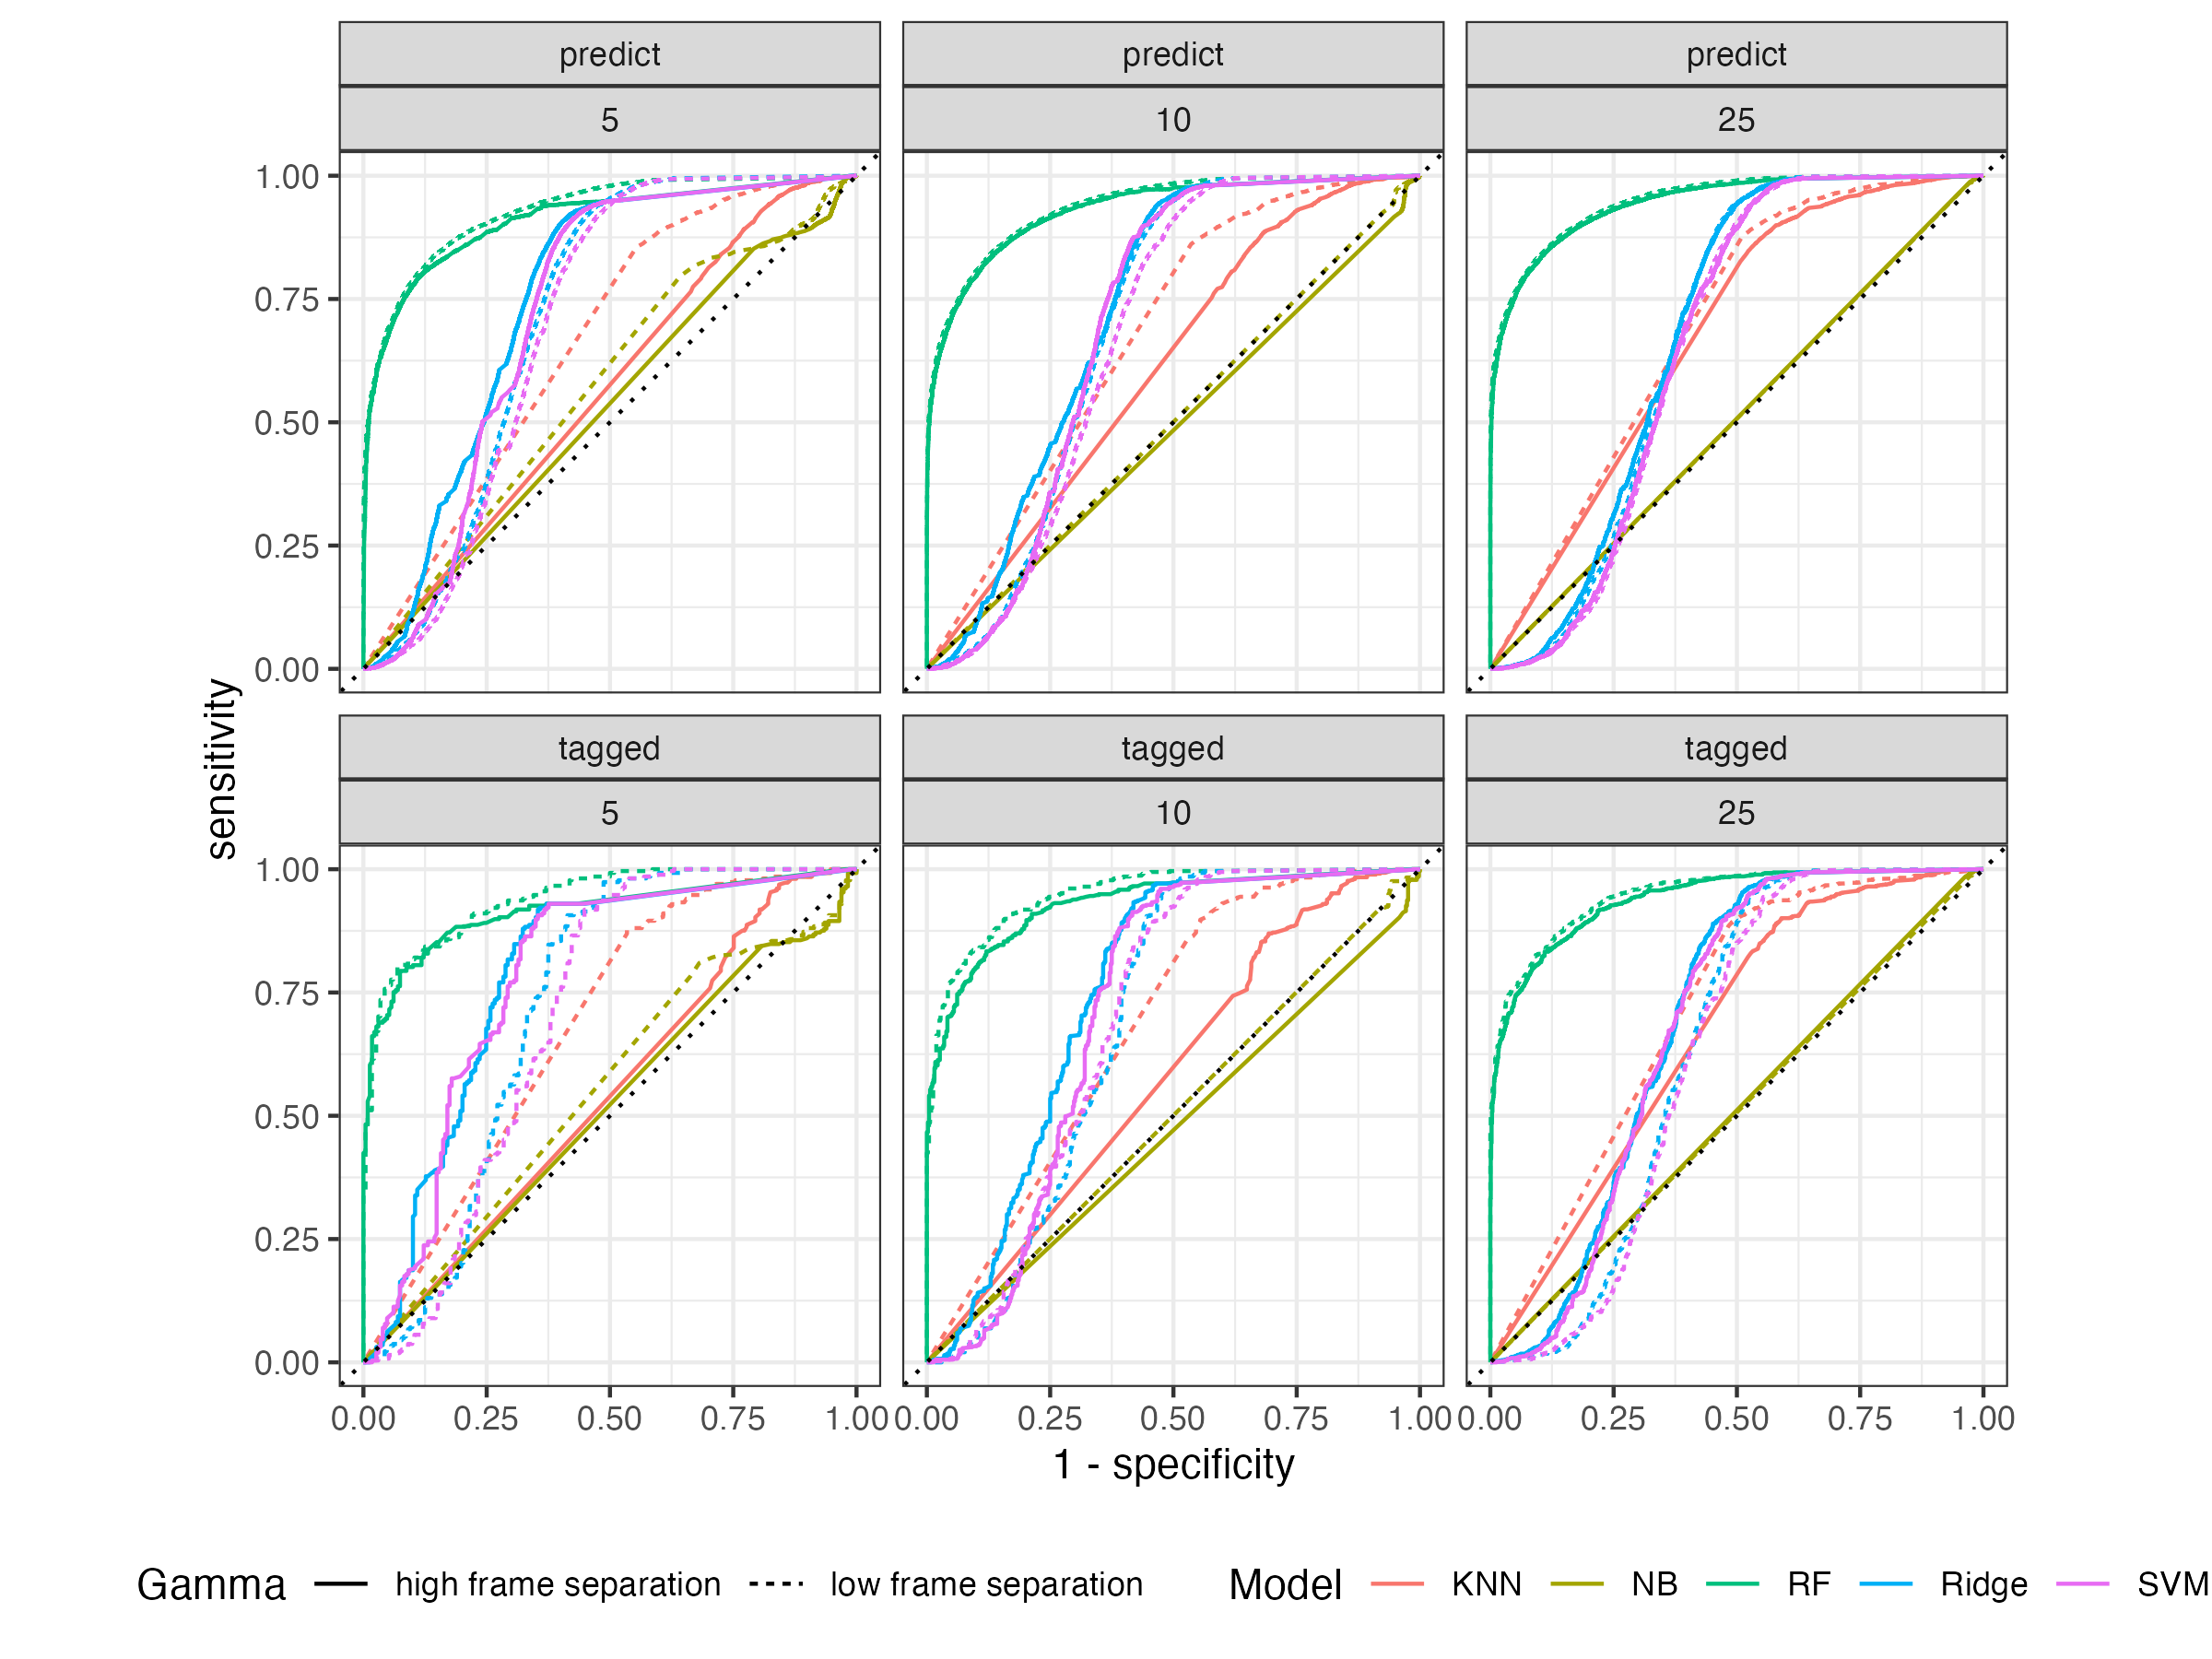 predict predict predict
5 10 25
1.00
0.75
0.50
0.25
0.00
sensitivity
tagged tagged tagged
5 10 25
1.00
0.75
0.50
0.25
0.00
0.00 0.25 0.50 0.75 1.00 0.00 0.25 0.50 0.75 1.00 0.00 0.25 0.50 0.75 1.00
1 - specificity
Gamma high frame separation low frame separation Model KNN NB RF Ridge SVM